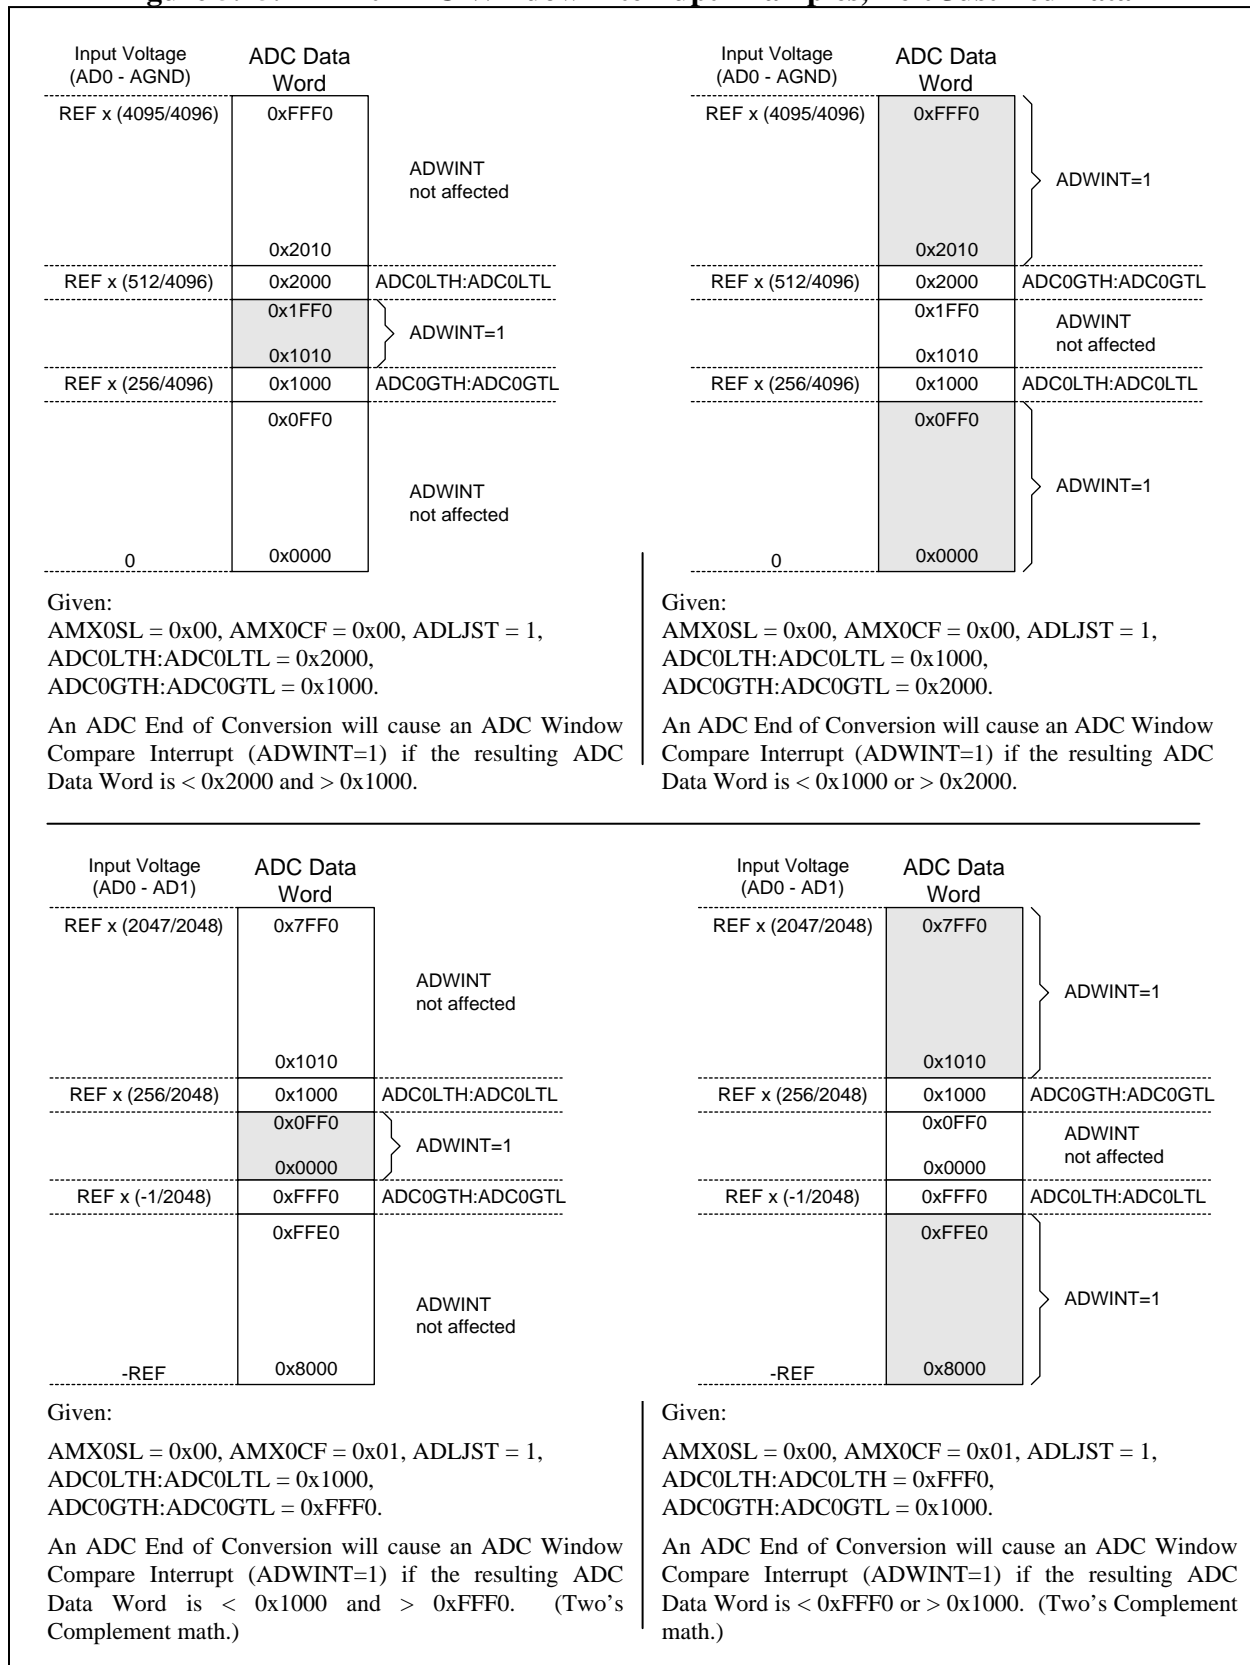 Input Voltage
(AD0 - AGND)
ADC Data
Word
REF x (4095/4096)
0xFFF0
ADWINT
not affected
0x2010
REF x (512/4096)
0x2000
ADC0LTH:ADC0LTL
0x1FF0
ADWINT=1
0x1010
REF x (256/4096)
0x1000
ADC0GTH:ADC0GTL
0x0FF0
ADWINT
not affected
0
0x0000
Given:
AMX0SL = 0x00, AMX0CF = 0x00, ADLJST = 1,
ADC0LTH:ADC0LTL = 0x2000,
ADC0GTH:ADC0GTL = 0x1000.
An ADC End of Conversion will cause an ADC Window
Compare Interrupt (ADWINT=1) if the resulting ADC
Data Word is < 0x2000 and > 0x1000.
Input Voltage
(AD0 - AGND)
ADC Data
Word
REF x (4095/4096)
0xFFF0
ADWINT=1
0x2010
REF x (512/4096)
0x2000
ADC0GTH:ADC0GTL
0x1FF0
ADWINT
not affected
0x1010
REF x (256/4096)
0x1000
ADC0LTH:ADC0LTL
0x0FF0
ADWINT=1
0
0x0000
Given:
AMX0SL = 0x00, AMX0CF = 0x00, ADLJST = 1,
ADC0LTH:ADC0LTL = 0x1000,
ADC0GTH:ADC0GTL = 0x2000.
An ADC End of Conversion will cause an ADC Window
Compare Interrupt (ADWINT=1) if the resulting ADC
Data Word is < 0x1000 or > 0x2000.
Input Voltage
(AD0 - AD1)
ADC Data
Word
REF x (2047/2048)
0x7FF0
ADWINT
not affected
0x1010
REF x (256/2048)
0x1000
ADC0LTH:ADC0LTL
0x0FF0
ADWINT=1
0x0000
REF x (-1/2048)
0xFFF0
ADC0GTH:ADC0GTL
0xFFE0
ADWINT
not affected
-REF
0x8000
Given:
AMX0SL = 0x00, AMX0CF = 0x01, ADLJST = 1,
ADC0LTH:ADC0LTL = 0x1000,
ADC0GTH:ADC0GTL = 0xFFF0.
An ADC End of Conversion will cause an ADC Window
Compare Interrupt (ADWINT=1) if the resulting ADC
Data Word is < 0x1000 and > 0xFFF0. (Two's
Complement math.)
Input Voltage
(AD0 - AD1)
ADC Data
Word
REF x (2047/2048)
0x7FF0
ADWINT=1
0x1010
REF x (256/2048)
0x1000
ADC0GTH:ADC0GTL
0x0FF0
ADWINT
not affected
0x0000
REF x (-1/2048)
0xFFF0
ADC0LTH:ADC0LTL
0xFFE0
ADWINT=1
-REF
0x8000
Given:
AMX0SL = 0x00, AMX0CF = 0x01, ADLJST = 1,
ADC0LTH:ADC0LTH = 0xFFF0,
ADC0GTH:ADC0GTL = 0x1000.
An ADC End of Conversion will cause an ADC Window
Compare Interrupt (ADWINT=1) if the resulting ADC
Data Word is < 0xFFF0 or > 0x1000. (Two's Complement
math.)